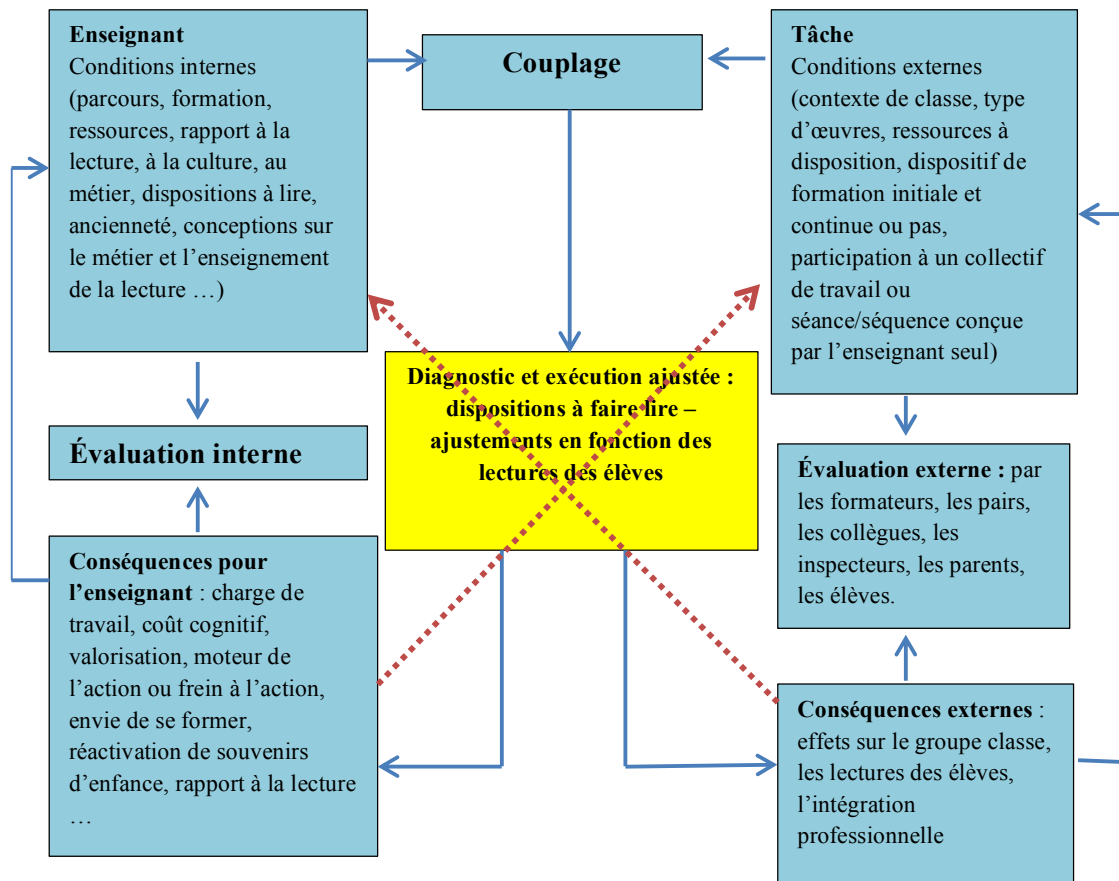 Enseignant
Conditions internes
(parcours, formation,
ressources, rapport à la
lecture, à la culture, au
métier, dispositions à lire,
ancienneté, conceptions sur
le métier et l’enseignement
de la lecture …)
Couplage
Tâche
Conditions externes
(contexte de classe, type
d’œuvres, ressources à
disposition, dispositif de
formation initiale et
continue ou pas,
participation à un collectif
de travail ou
séance/séquence conçue
par l’enseignant seul)
Diagnostic et exécution ajustée :
dispositions à faire lire –
ajustements en fonction des
lectures des élèves
Évaluation interne
Évaluation externe : par
les formateurs, les pairs,
les collègues, les
inspecteurs, les parents,
les élèves.
Conséquences pour
l’enseignant : charge de
travail, coût cognitif,
valorisation, moteur de
l’action ou frein à l’action,
envie de se former,
réactivation de souvenirs
d’enfance, rapport à la lecture
…
Conséquences externes :
effets sur le groupe classe,
les lectures des élèves,
l’intégration
professionnelle